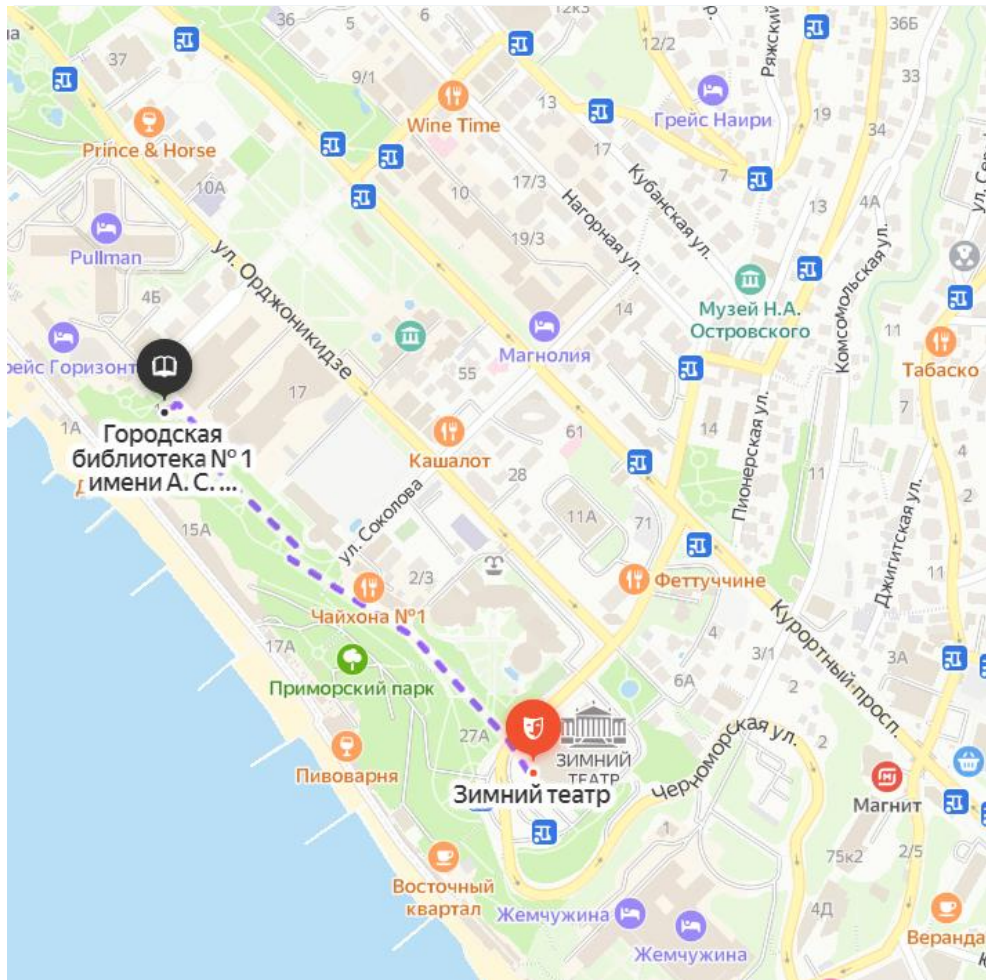 36
5
6
12к3
36Б
37
9/1
12/2
Ряжский
33
Wine Time
13
Грейс Наири
19
34
Prince & Horse
17
7
10А
10
17/3
Кубанская ул.
4А
13
Pullman
ул. Орджоникидзе
19/3
Нагорная ул.
Комсомольская ул.
4Б
14
Музей Н.А.
Островского
11
Магнолия
Табаско
17
55
1А
14
7
Городская
библиотека № 1
имени А. С. ...
Кашалот
61
Пионерская ул.
28
2
15А
ул. Соколова
11А
71
Джигитская ул.
11
2/3
Феттуччине
Чайхона №1
4
Курортный просп.
17А
3/1
3А
Приморский парк
6А
2
27А
ЗИМНИЙ
ТЕАТР
Черноморская ул.
2
Пивоварня
Зимний театр
Магнит
1
75к2
2/5
Восточный
квартал
Жемчужина
4Д
Веранда
Жемчужина